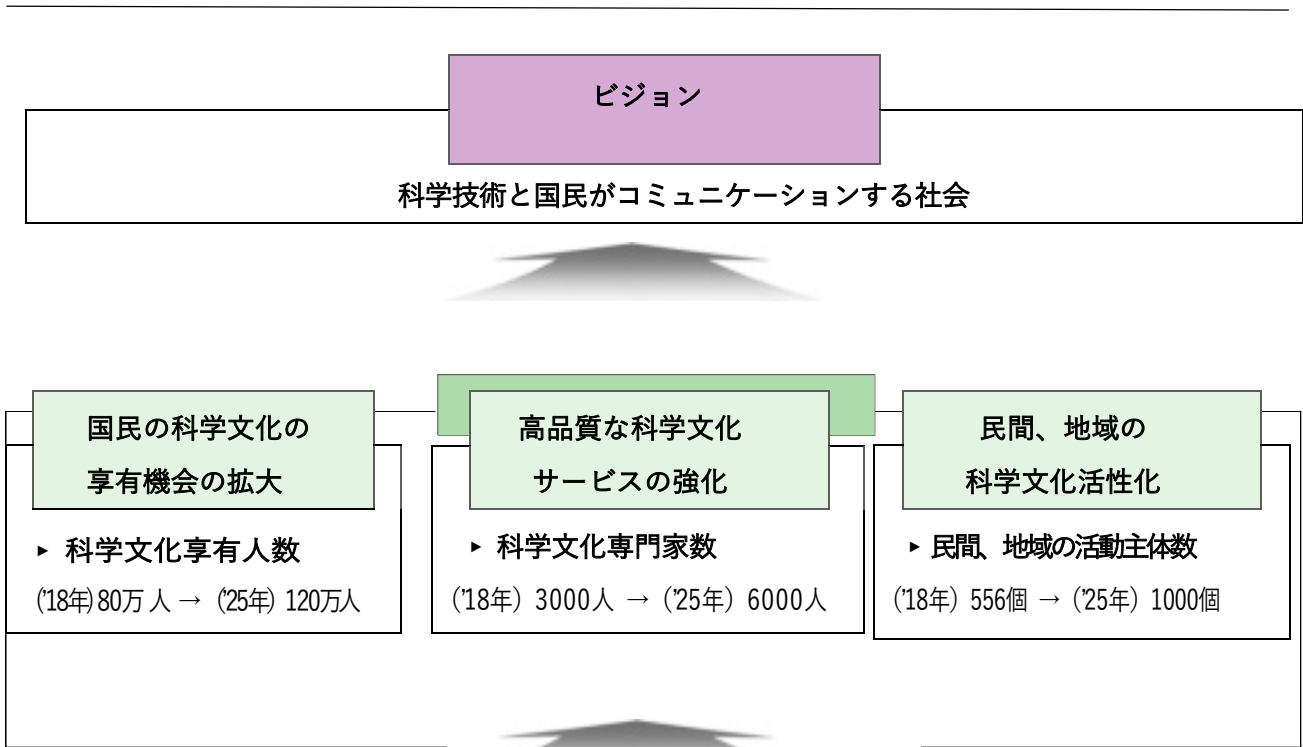 ビジョン
科学技術と国民がコミュニケーションする社会
国民の科学文化の
享有機会の拡大
▸ 科学文化享有人数
('18年)80万人 → ('25年) 120万人
高品質な科学文化
サービスの強化
▸ 科学文化専門家数
('18年) 3000人 → ('25年) 6000人
民間、地域の
科学文化活性化
▸ 民間、地域の活動主体数
('18年) 556個 → ('25年) 1000個